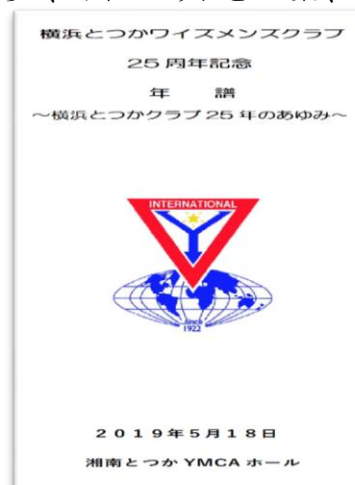 横浜とつかワイズメンズクラブ
25周年記念
年　　譜
～横浜とつかクラブ25年のあゆみ～
INTERNATIONAL
Since
1922
2019年5月18日
湘南とつかYMCAホール